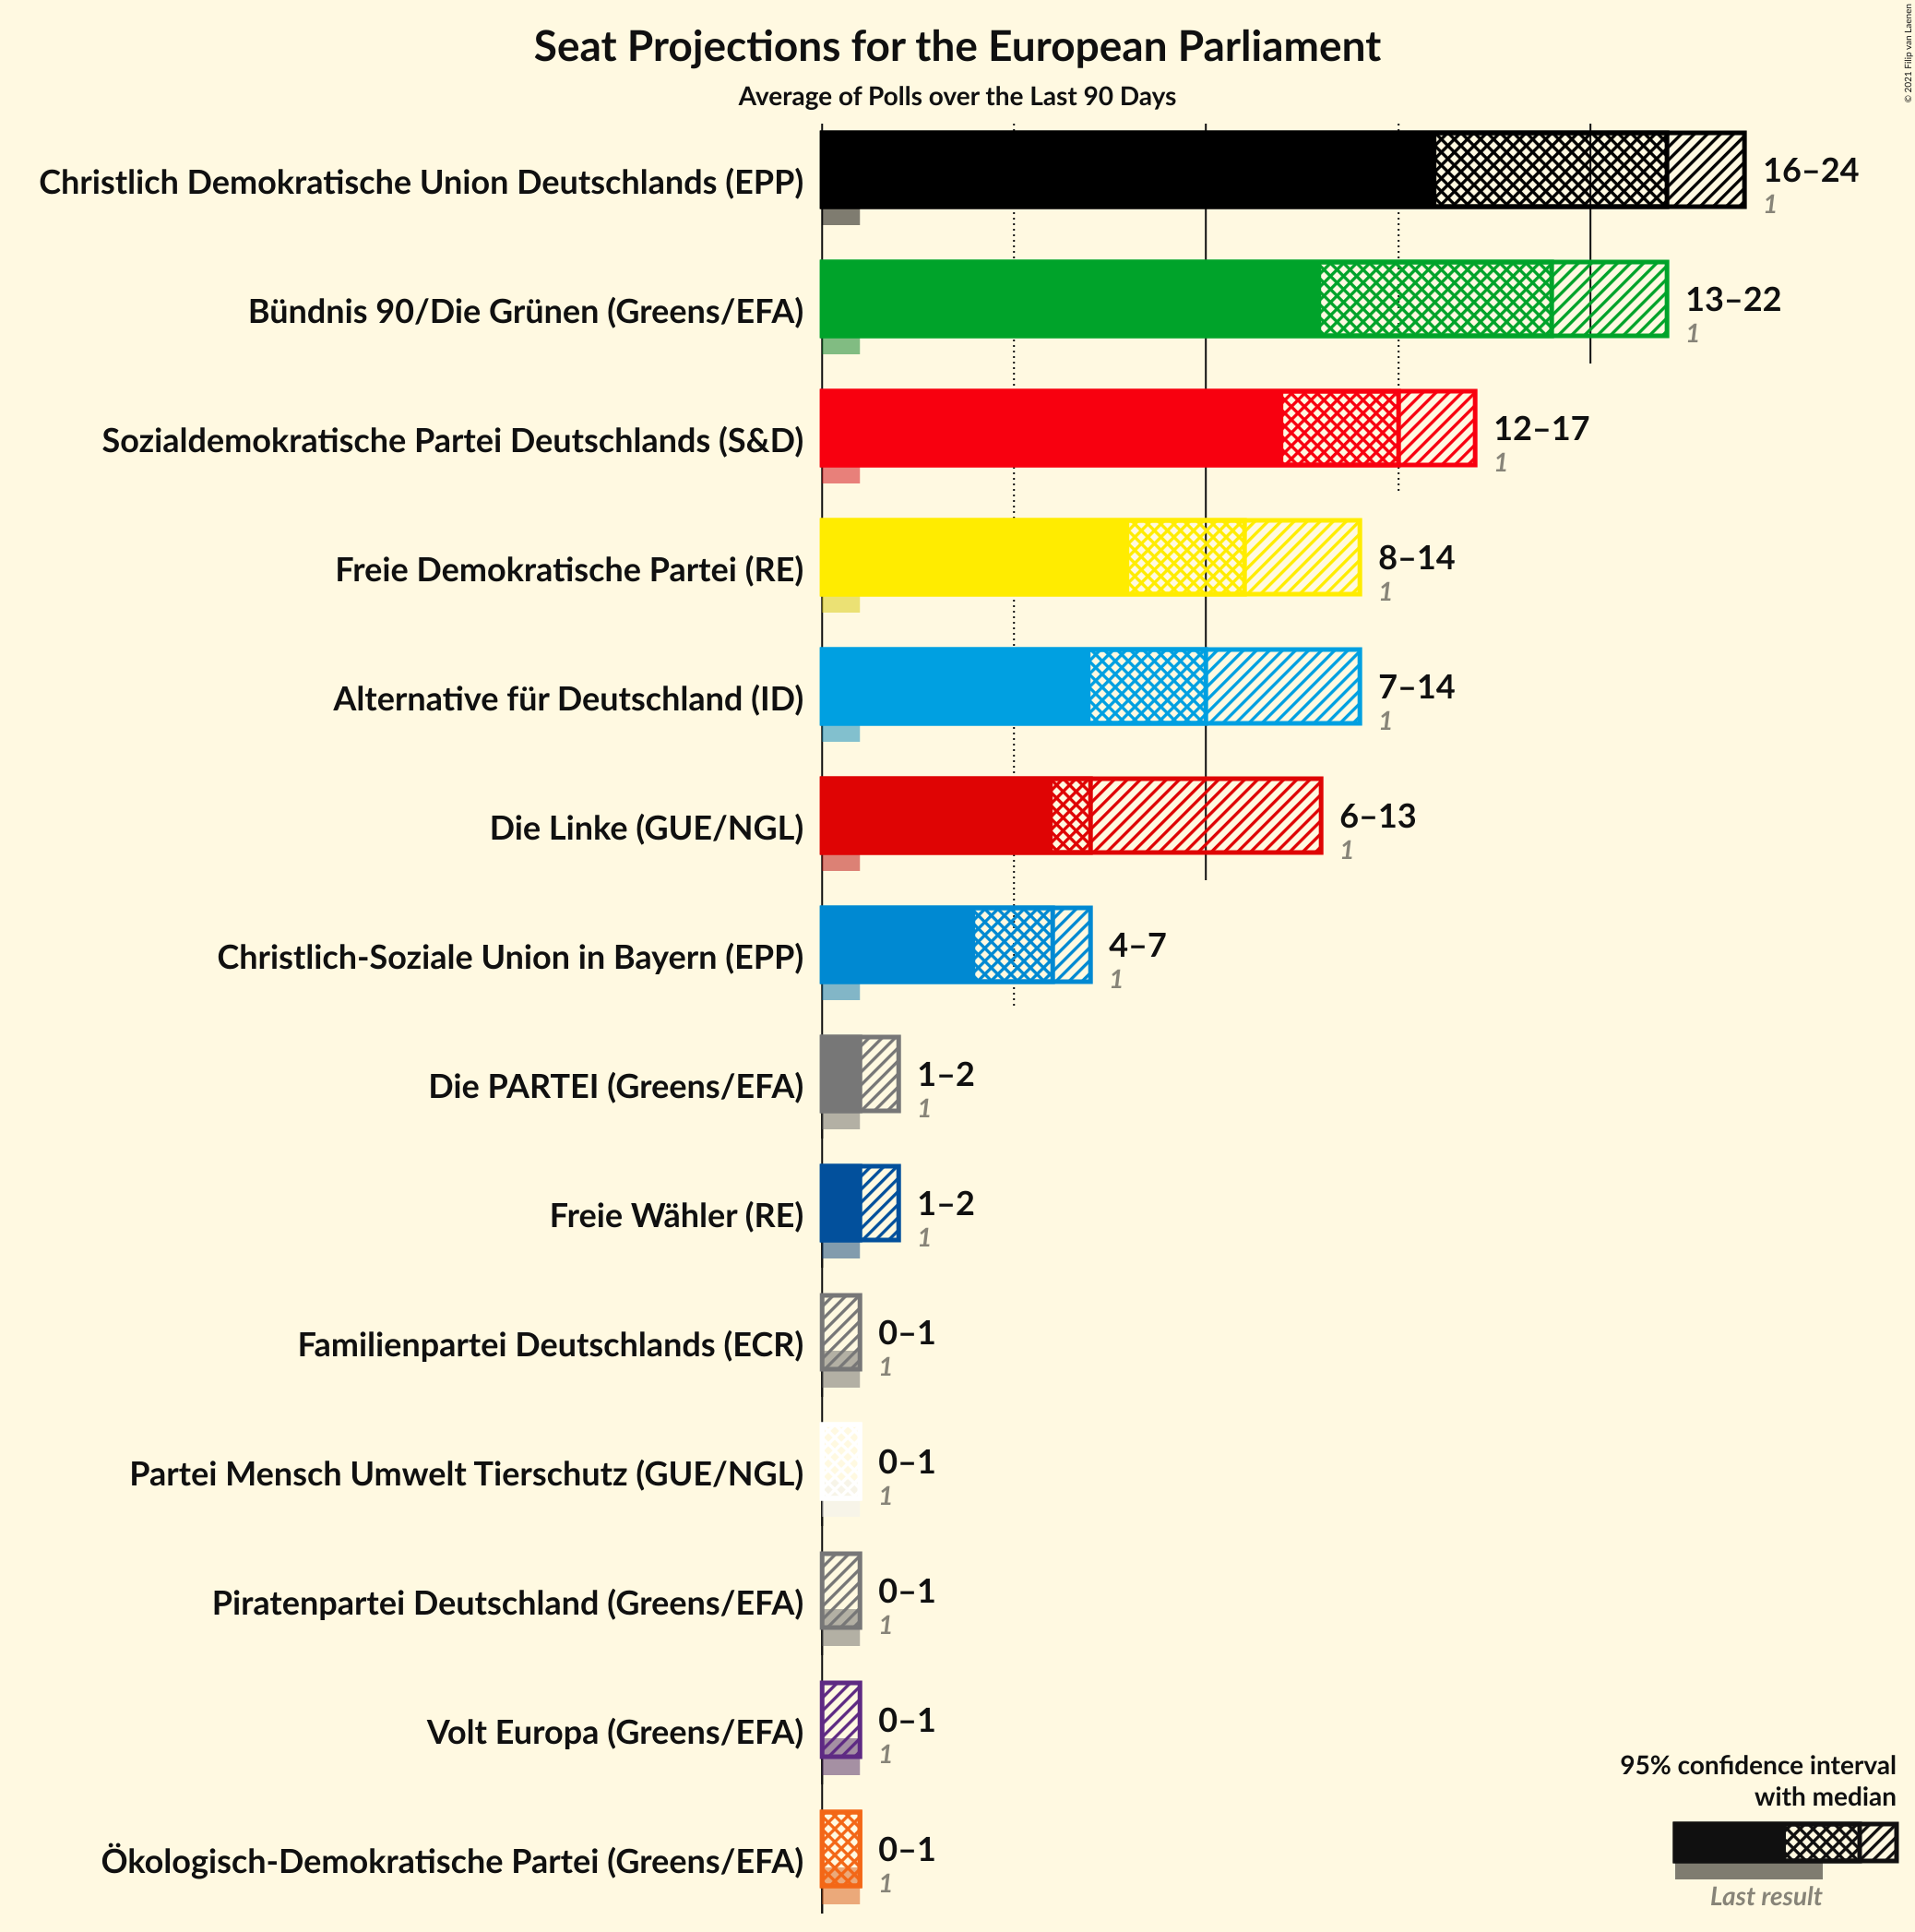 Seat Projections for the European Parliament
Average of Polls over the Last 90 Days
© 2021 Filip van Laenen
Christlich Demokratische Union Deutschlands (EPP)
16–24
1
Bündnis 90/Die Grünen (Greens/EFA)
13–22
1
Sozialdemokratische Partei Deutschlands (S&D)
12–17
1
Freie Demokratische Partei (RE)
8–14
1
Alternative für Deutschland (ID)
7–14
1
Die Linke (GUE/NGL)
6–13
1
Christlich-Soziale Union in Bayern (EPP)
4–7
1
Die PARTEI (Greens/EFA)
1–2
1
Freie Wähler (RE)
1–2
1
Familienpartei Deutschlands (ECR)
0–1
1
Partei Mensch Umwelt Tierschutz (GUE/NGL)
0–1
1
Piratenpartei Deutschland (Greens/EFA)
0–1
1
Volt Europa (Greens/EFA)
0–1
1
Ökologisch-Demokratische Partei (Greens/EFA)
0–1
1
95% confidence interval
with median
Last result